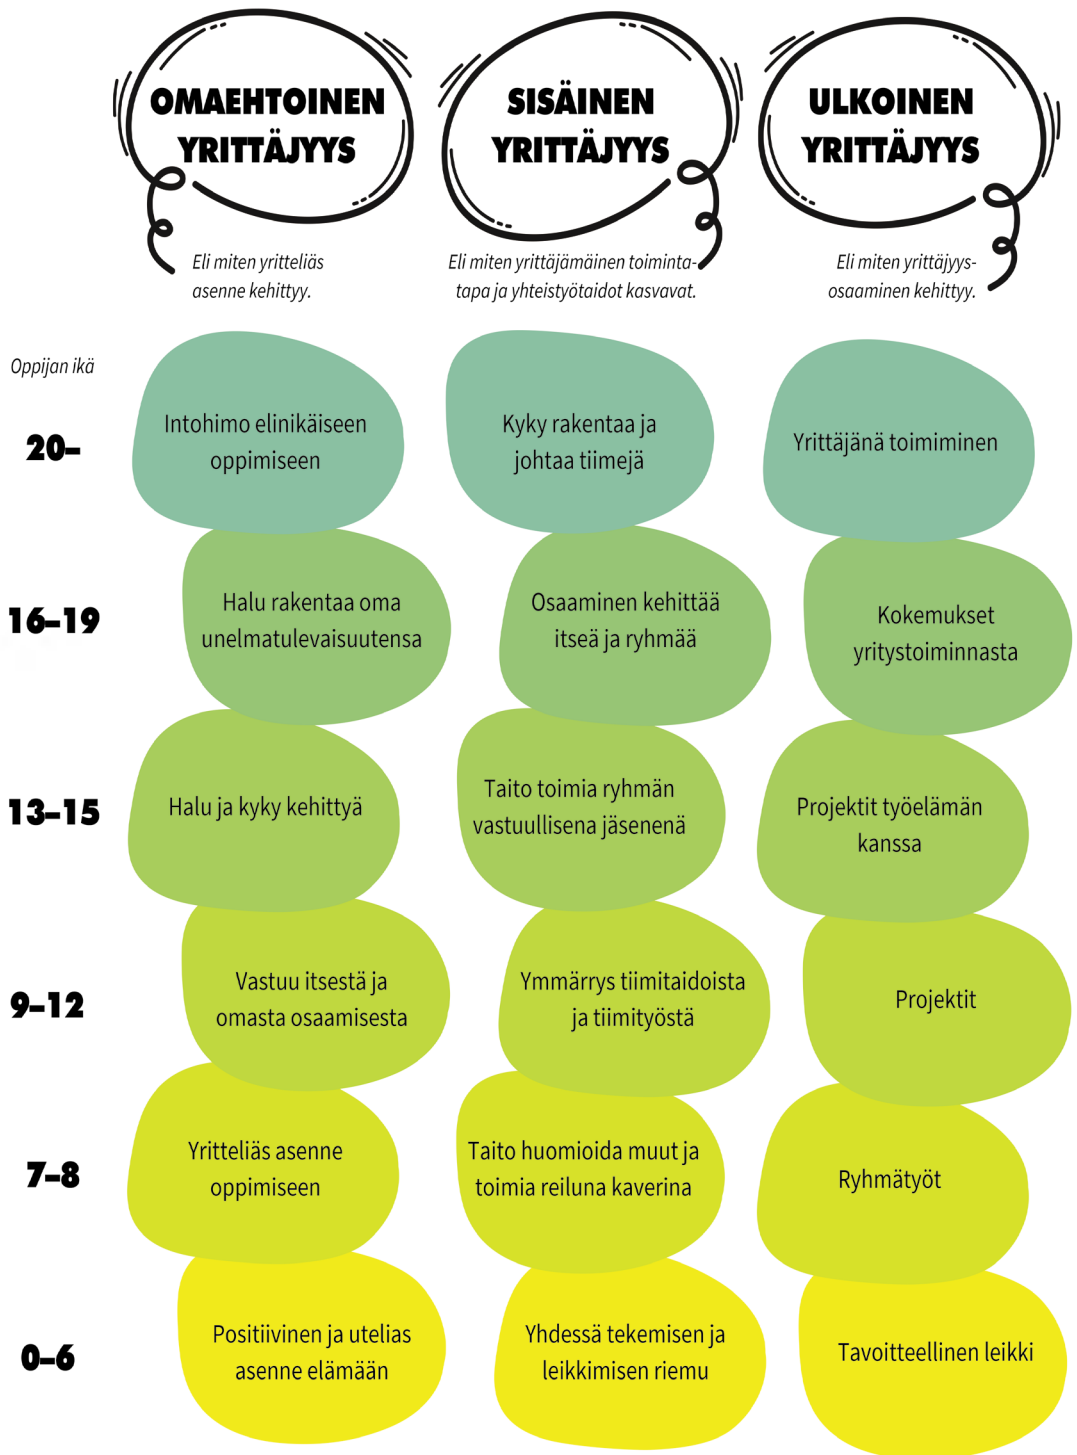 OMAEHTOINEN
YRITTÄJYYS
Eli miten yritteliäs
asenne kehittyy.
SISÄINEN
YRITTÄJYYS
Eli miten yrittäjämäinen toiminta-
tapa ja yhteistyötaidot kasvavat.
ULKOINEN
YRITTÄJYYS
Eli miten yrittäjyys-
osaaminen kehittyy.
Oppijan ikä
20–
Intohimo elinikäiseen
oppimiseen
Kyky rakentaa ja
johtaa tiimejä
Yrittäjänä toimiminen
16–19
Halu rakentaa oma
unelmatulevaisuutensa
Osaaminen kehittää
itseä ja ryhmää
Kokemukset
yritystoiminnasta
13–15
Halu ja kyky kehittyä
Taito toimia ryhmän
vastuullisena jäsenenä
Projektit työelämän
kanssa
9–12
Vastuu itsestä ja
omasta osaamisesta
Ymmärrys tiimitaidoista
ja tiimityöstä
Projektit
7–8
Yritteliäs asenne
oppimiseen
Taito huomioida muut ja
toimia reiluna kaverina
Ryhmätyöt
0–6
Positiivinen ja utelias
asenne elämään
Yhdessä tekemisen ja
leikkimisen riemu
Tavoitteellinen leikki